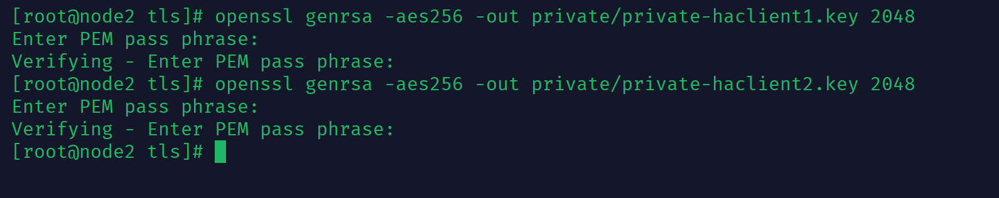 [root@node2 tls]# openssl genrsa -aes256 -out private/private-haclient1.key 2048
Enter PEM pass phrase:
Verifying - Enter PEM pass phrase:
[root@node2 tls]# openssl genrsa -aes256 -out private/private-haclient2.key 2048
Enter PEM pass phrase:
Verifying - Enter PEM pass phrase:
[root@node2 tls]#